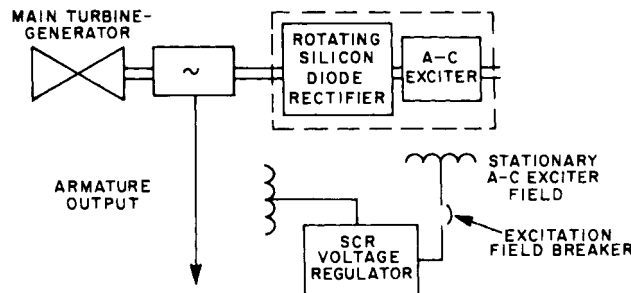 MAIN TURBINE-
GENERATOR
~
ROTATING
SILICON
DIODE
RECTIFIER
A-C
EXCITER
ARMATURE
OUTPUT
STATIONARY
A-C EXCITER
FIELD
SCR
VOLTAGE
REGULATOR
EXCITATION
FIELD BREAKER